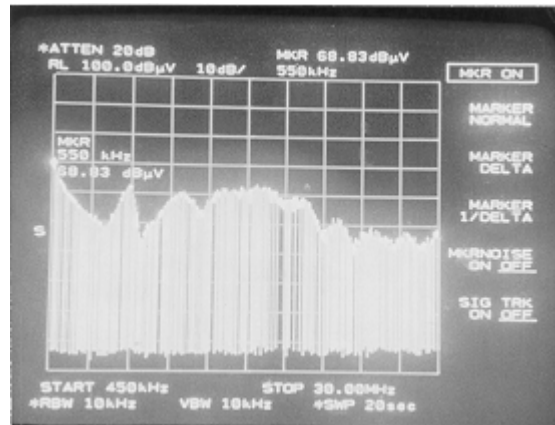 *ATTEN 20dB
RL 100.0dBµV 10dB/
MKR 68.83dBµV
550kHz
MKR
550 kHz
68.83 dBµV
S
START 450kHz STOP 30.00MHz
*RBW 10kHz VBW 10kHz *SWP 20sec
MKR ON
MARKER
NORMAL
MARKER
DELTA
MARKER
1/DELTA
MKRNOISE
ON OFF
SIG TRK
ON OFF